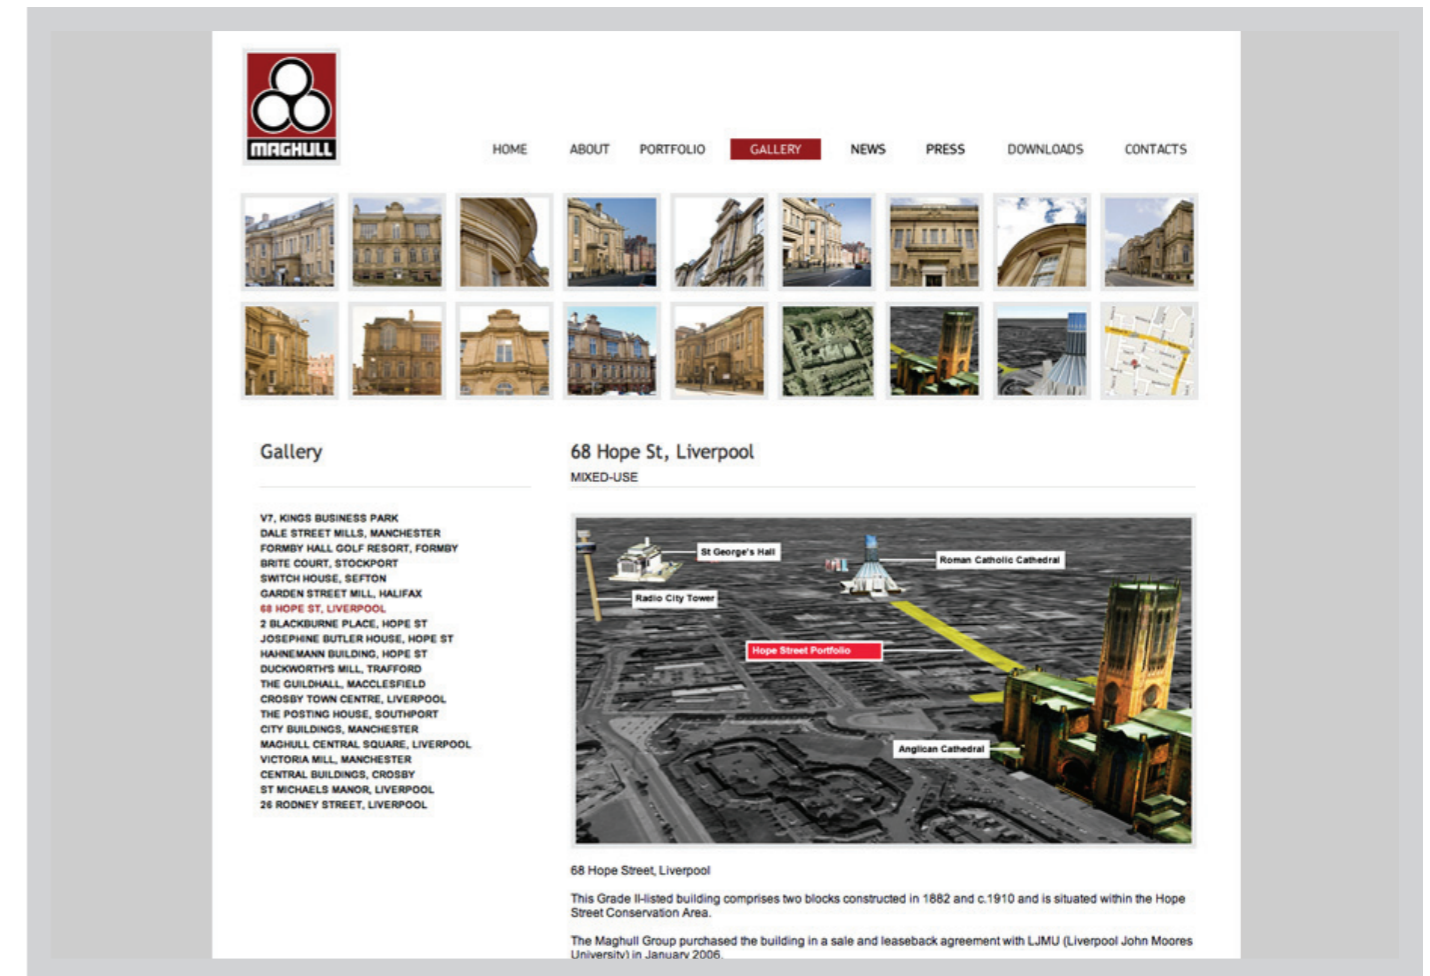 MAGHULL
HOME ABOUT PORTFOLIO GALLERY NEWS PRESS DOWNLOADS CONTACTS
Gallery
V7, KINGS BUSINESS PARK
DALE STREET MILLS, MANCHESTER
FORMBY HALL GOLF RESORT, FORMBY
BRITE COURT, STOCKPORT
SWITCH HOUSE, SEFTON
GARDEN STREET MILL, HALIFAX
68 HOPE ST, LIVERPOOL
2 BLACKBURNE PLACE, HOPE ST
JOSEPHINE BUTLER HOUSE, HOPE ST
HAHNEMANN BUILDING, HOPE ST
DUCKWORTH'S MILL, TRAFFORD
THE GUILDHALL, MACCLESFIELD
CROSBY TOWN CENTRE, LIVERPOOL
THE POSTING HOUSE, SOUTHPORT
CITY BUILDINGS, MANCHESTER
MAGHULL CENTRAL SQUARE, LIVERPOOL
VICTORIA MILL, MANCHESTER
CENTRAL BUILDINGS, CROSBY
ST MICHAELS MANOR, LIVERPOOL
26 RODNEY STREET, LIVERPOOL
68 Hope St, Liverpool
MIXED-USE
St George's Hall
Roman Catholic Cathedral
Radio City Tower
Hope Street Portfolio
Anglican Cathedral
68 Hope Street, Liverpool
This Grade II-listed building comprises two blocks constructed in 1882 and c.1910 and is situated within the Hope
Street Conservation Area.
The Maghull Group purchased the building in a sale and leaseback agreement with LJMU (Liverpool John Moores
University) in January 2006.